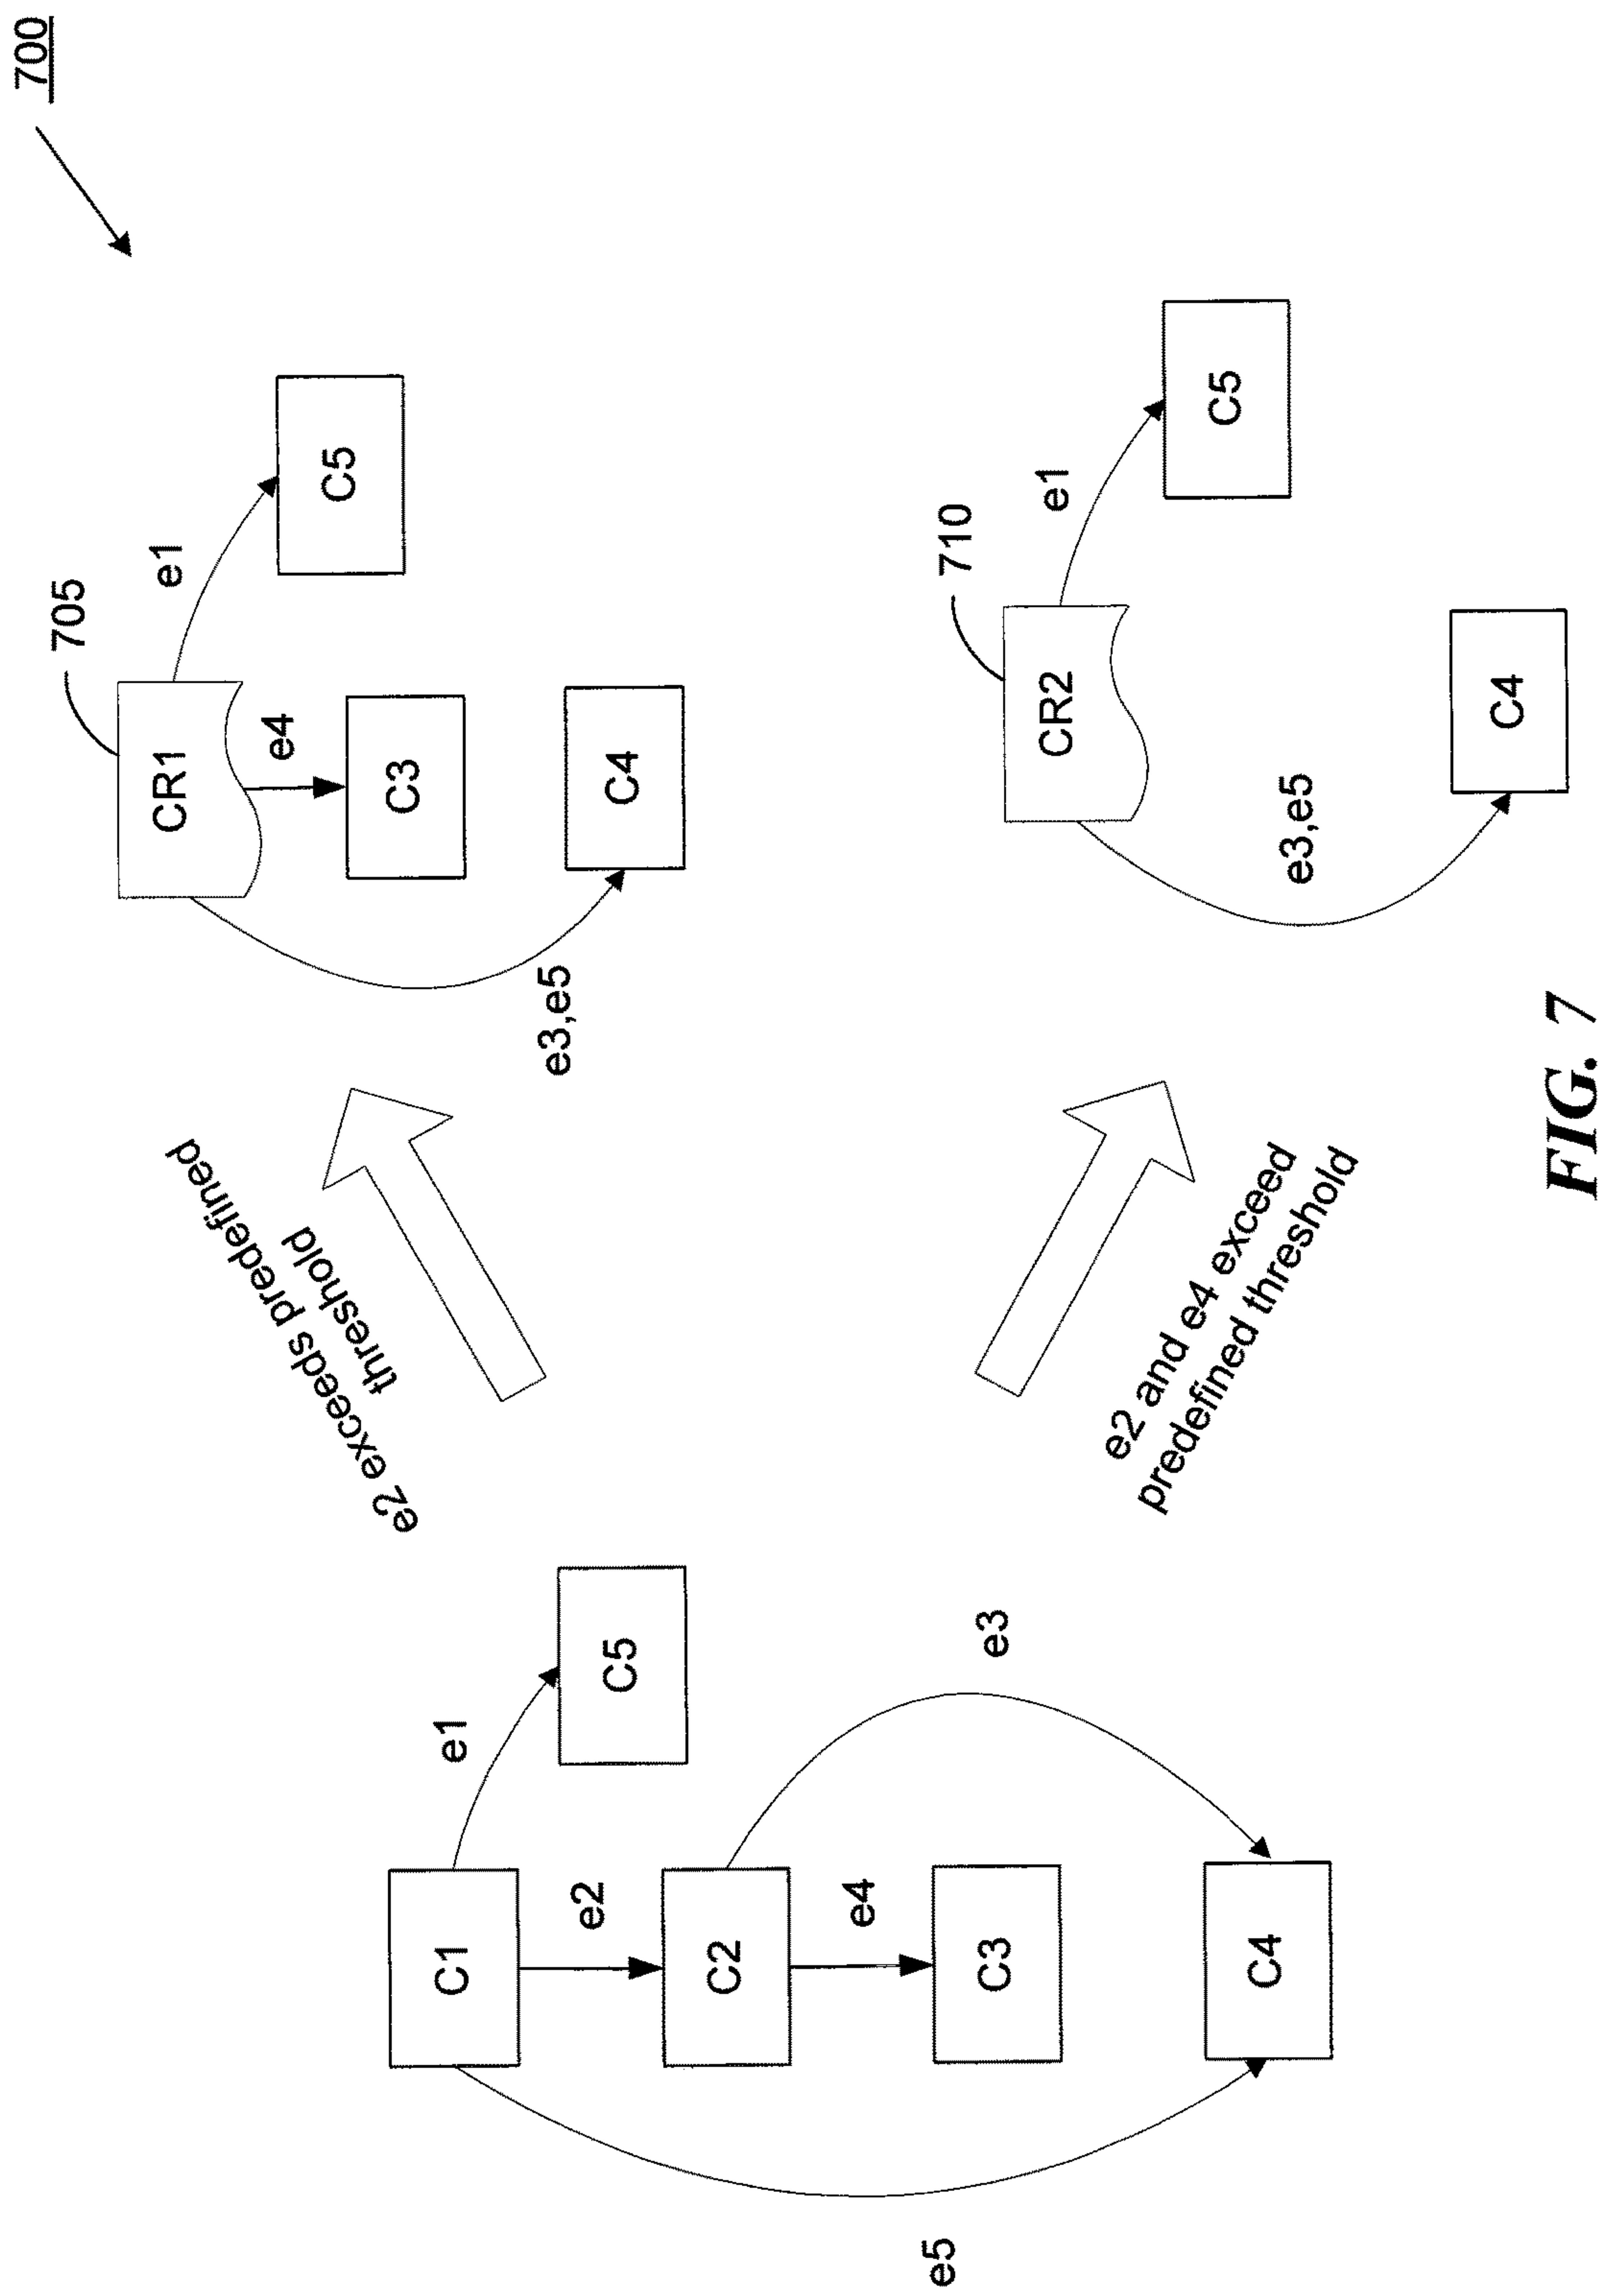 700
705
CR1
e1
C5
e4
C3
C4
e3,e5
e2 exceeds predefined
threshold
C1
e1
C5
e2
C2
e4
C3
e3
C4
e5
e2 and e4 exceed
predefined threshold
710
CR2
e1
C5
e3,e5
C4
FIG. 7